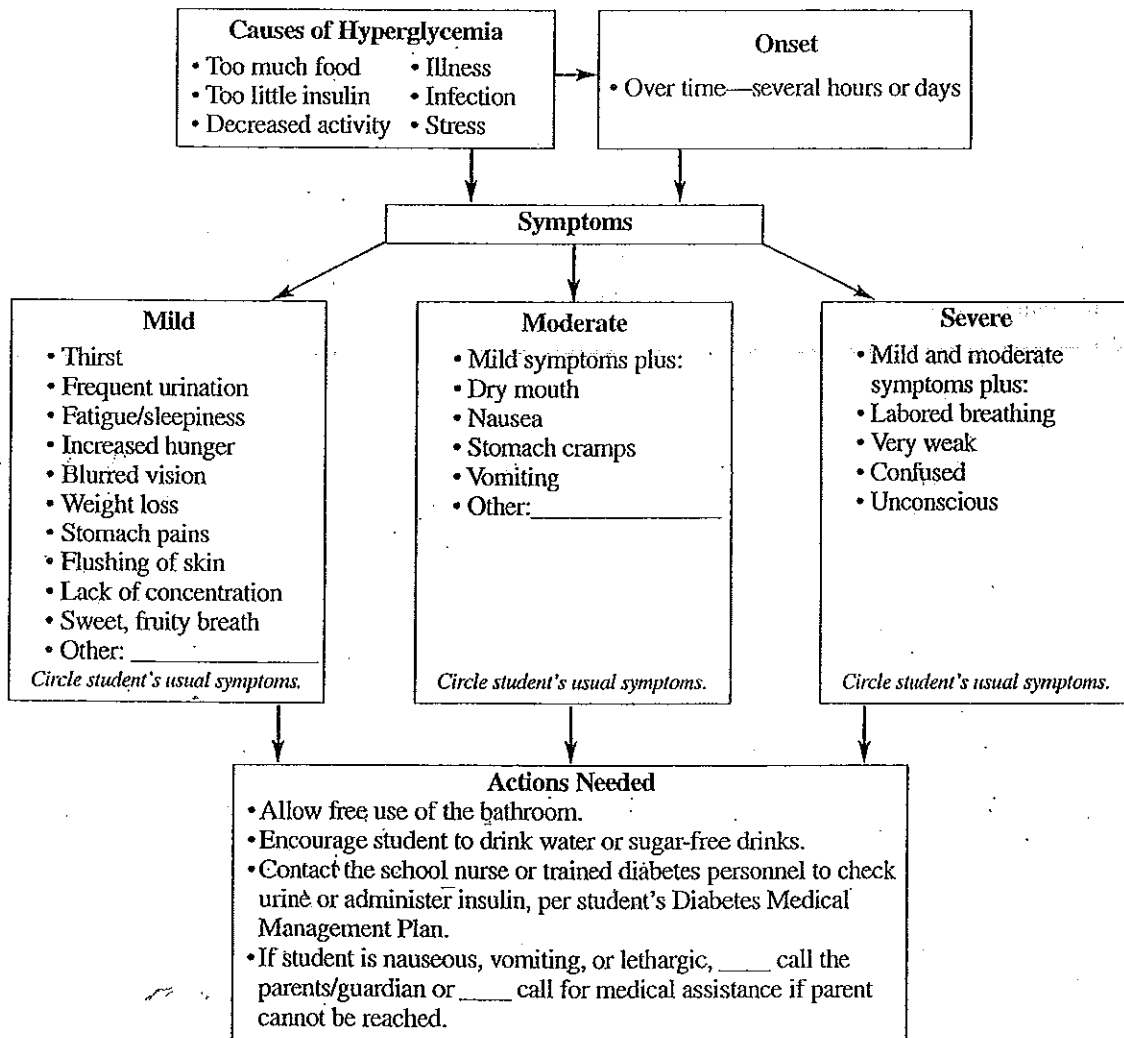 Causes of Hyperglycemia
• Too much food
• Too little insulin
• Decreased activity
• Illness
• Infection
• Stress
Onset
• Over time—several hours or days
Symptoms
Mild
• Thirst
• Frequent urination
• Fatigue/sleepiness
• Increased hunger
• Blurred vision
• Weight loss
• Stomach pains
• Flushing of skin
• Lack of concentration
• Sweet, fruity breath
• Other: ____________________
Circle student's usual symptoms.
Moderate
• Mild symptoms plus:
• Dry mouth
• Nausea
• Stomach cramps
• Vomiting
• Other:____________________
Circle student's usual symptoms.
Severe
• Mild and moderate
symptoms plus:
• Labored breathing
• Very weak
• Confused
• Unconscious
Circle student's usual symptoms.
Actions Needed
• Allow free use of the bathroom.
• Encourage student to drink water or sugar-free drinks.
• Contact the school nurse or trained diabetes personnel to check
urine or administer insulin, per student's Diabetes Medical
Management Plan.
• If student is nauseous, vomiting, or lethargic, ____ call the
parents/guardian or ____ call for medical assistance if parent
cannot be reached.